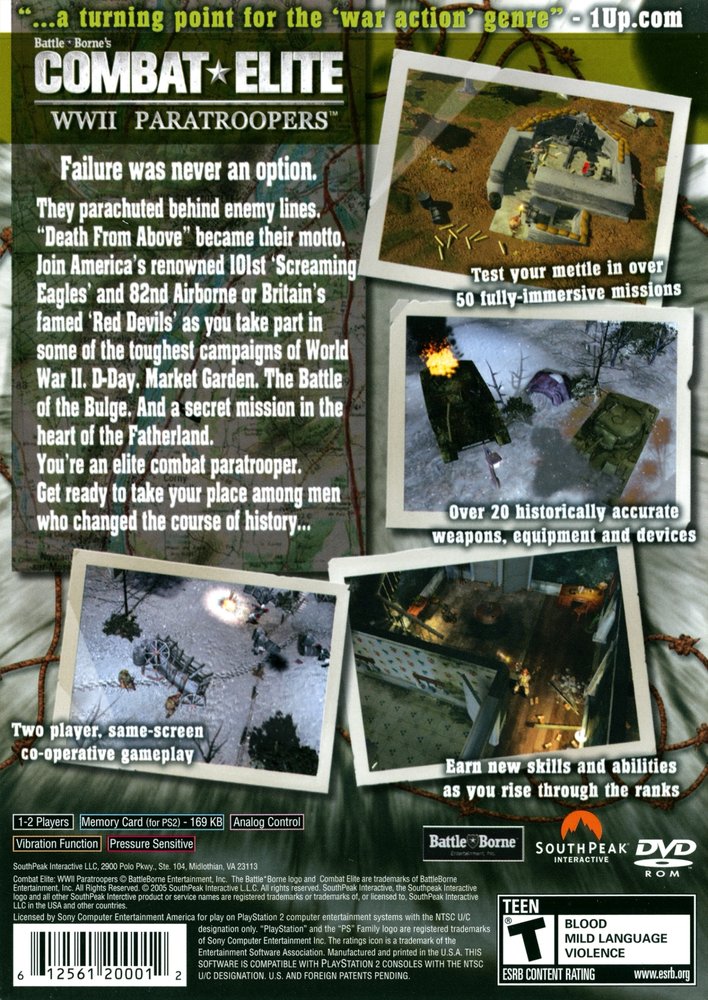 “...a turning point for the ‘war action’ genre” - 1Up.com
Battle Borne's
COMBAT ★ ELITE
WWII PARATROOPERS™
Failure was never an option.
They parachuted behind enemy lines.
“Death From Above” became their motto.
Join America's renowned 101st ‘Screaming
Eagles’ and 82nd Airborne or Britain's
famed ‘Red Devils’ as you take part in
some of the toughest campaigns of World
War II. D-Day. Market Garden. The Battle
of the Bulge. And a secret mission in the
heart of the Fatherland.
You're an elite combat paratrooper.
Get ready to take your place among men
who changed the course of history...
Test your mettle in over
50 fully-immersive missions
Over 20 historically accurate
weapons, equipment and devices
Two player, same-screen
co-operative gameplay
Earn new skills and abilities
as you rise through the ranks
1-2 Players
Memory Card (for PS2) - 169 KB
Analog Control
Vibration Function
Pressure Sensitive
Battle Borne
Entertainment, Inc.
SOUTHPEAK
INTERACTIVE
DVD
ROM
SouthPeak Interactive LLC, 2900 Polo Pkwy., Ste. 104, Midlothian, VA 23113
Combat Elite: WWII Paratroopers © BattleBorne Entertainment, Inc. The Battle*Borne logo and Combat Elite are trademarks of BattleBorne
Entertainment, Inc. All Rights Reserved. © 2005 SouthPeak Interactive L.L.C. All rights reserved. SouthPeak Interactive, the SouthPeak Interactive
logo and all other SouthPeak Interactive product or service names are registered trademarks or trademarks of, or licensed to, SouthPeak Interactive
LLC in the USA and other countries.
Licensed by Sony Computer Entertainment America for play on PlayStation 2 computer entertainment systems with the NTSC U/C
designation only. “PlayStation” and the “PS” Family logo are registered trademarks
of Sony Computer Entertainment Inc. The ratings icon is a trademark of the
Entertainment Software Association. Manufactured and printed in the U.S.A. THIS
SOFTWARE IS COMPATIBLE WITH PLAYSTATION 2 CONSOLES WITH THE NTSC
U/C DESIGNATION. U.S. AND FOREIGN PATENTS PENDING.
6 12561 20001 2
TEEN
T
BLOOD
MILD LANGUAGE
VIOLENCE
ESRB CONTENT RATING www.esrb.org